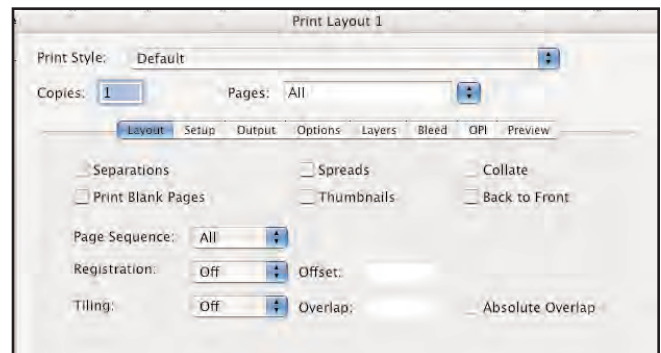 Print Layout 1
Print Style: Default
Copies: 1 Pages: All
Layout Setup Output Options Layers Bleed OPI Preview
Separations Spreads Collate
Print Blank Pages Thumbnails Back to Front
Page Sequence: All
Registration: Off Offset:
Tiling: Off Overlap: Absolute Overlap